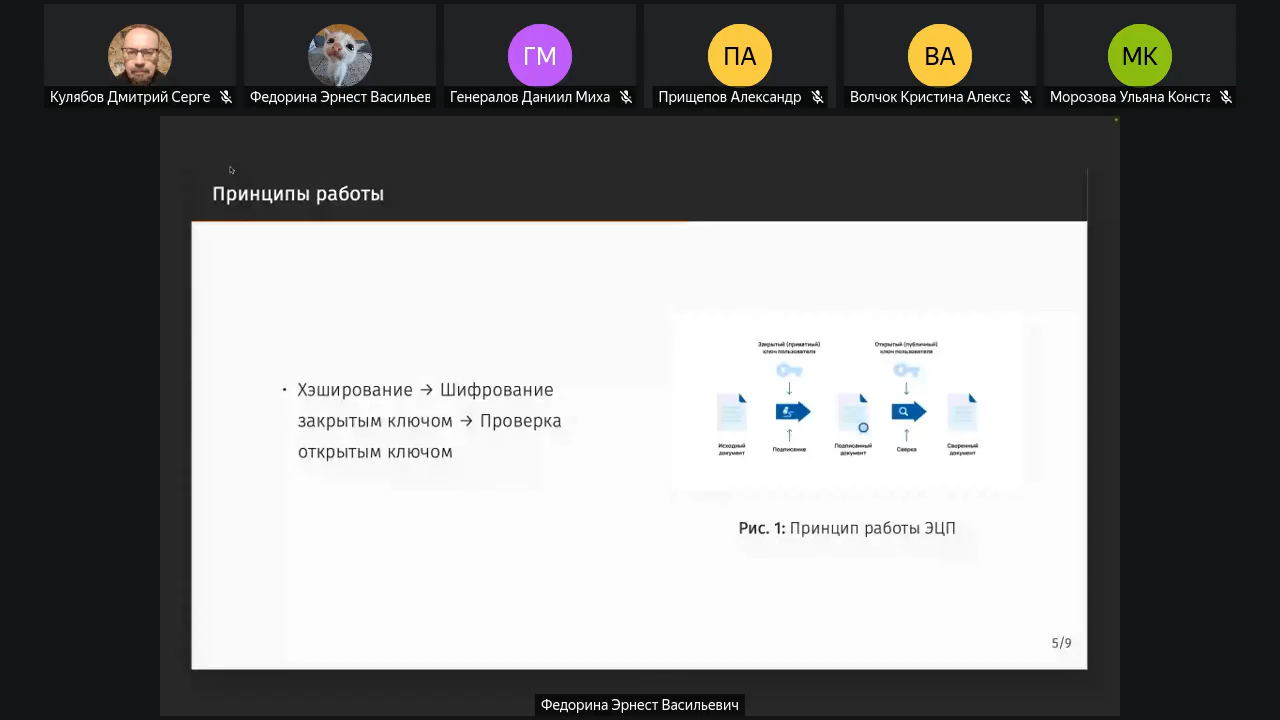 ГМ
ПА
ВА
МК
Кулябов Дмитрий Серге
Федорина Эрнест Васильев
Генералов Даниил Миха
Прищепов Александр
Волчок Кристина Алекса
Морозова Ульяна Конста
Принципы работы
• Хэширование → Шифрование
закрытым ключом → Проверка
открытым ключом
Закрытый (приватный)
ключ пользователя
Открытый (публичный)
ключ пользователя
Исходный
документ
Подписание
Подписанный
документ
Сверка
Сверенный
документ
Рис. 1: Принцип работы ЭЦП
5/9
Федорина Эрнест Васильевич